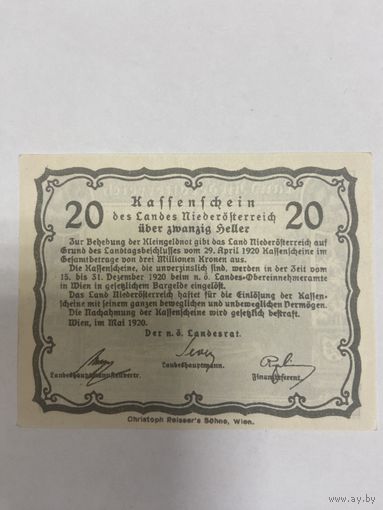 Kassenschein
20 des Landes Niederösterreich 20
über zwanzig Heller
Zur Behebung der Kleingeldnot gibt das Land Niederösterreich auf
Grund des Landtagsbeschlusses vom 29. April 1920 Kassenscheine im
Gesamtbetrage von drei Millionen Kronen aus.
Die Kassenscheine, die unverzinslich sind, werden in der Zeit vom
15. bis 31. Dezember 1920 beim n. ö. Landes-Obereinnehmeramte
in Wien in gesetzlichem Bargelde eingelöst.
Das Land Niederösterreich haftet für die Einlösung der Kassen-
scheine mit seinem ganzen beweglichen und unbeweglichen Vermögen.
Die Nachahmung der Kassenscheine wird gesetzlich bestraft.
Wien, im Mai 1920.
Der n. ö. Landesrat.
Landeshauptmannstellvertr. Landeshauptmann. Finanzreferent.
Christoph Reisser's Söhne, Wien.
www.ay.by